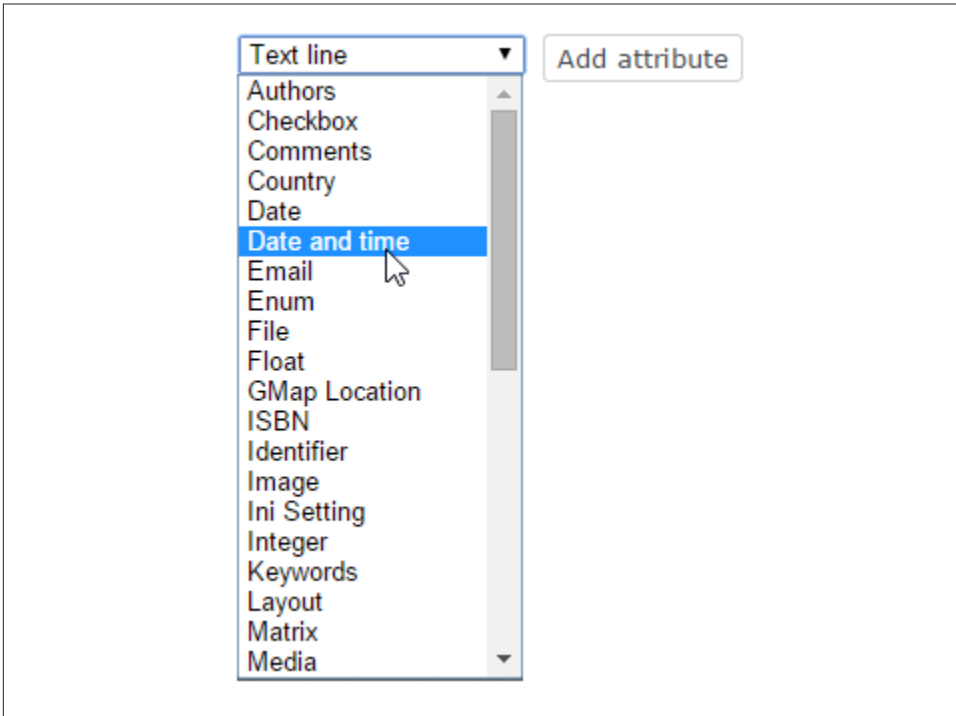 Text line
Add attribute
Authors
Checkbox
Comments
Country
Date
Date and time
Email
Enum
File
Float
GMap Location
ISBN
Identifier
Image
Ini Setting
Integer
Keywords
Layout
Matrix
Media